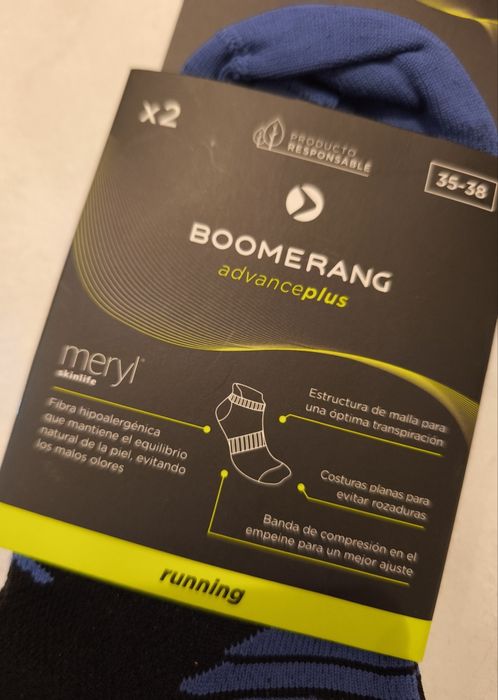 x2
PRODUCTO
RESPONSABLE
35-38
BOOMERANG
advanceplus
meryl
skinlife
Fibra hipoalergénica
que mantiene el equilibrio
natural de la piel, evitando
los malos olores
Estructura de malla para
una óptima transpiración
Costuras planas para
evitar rozaduras
Banda de compresión en el
empeine para un mejor ajuste
running